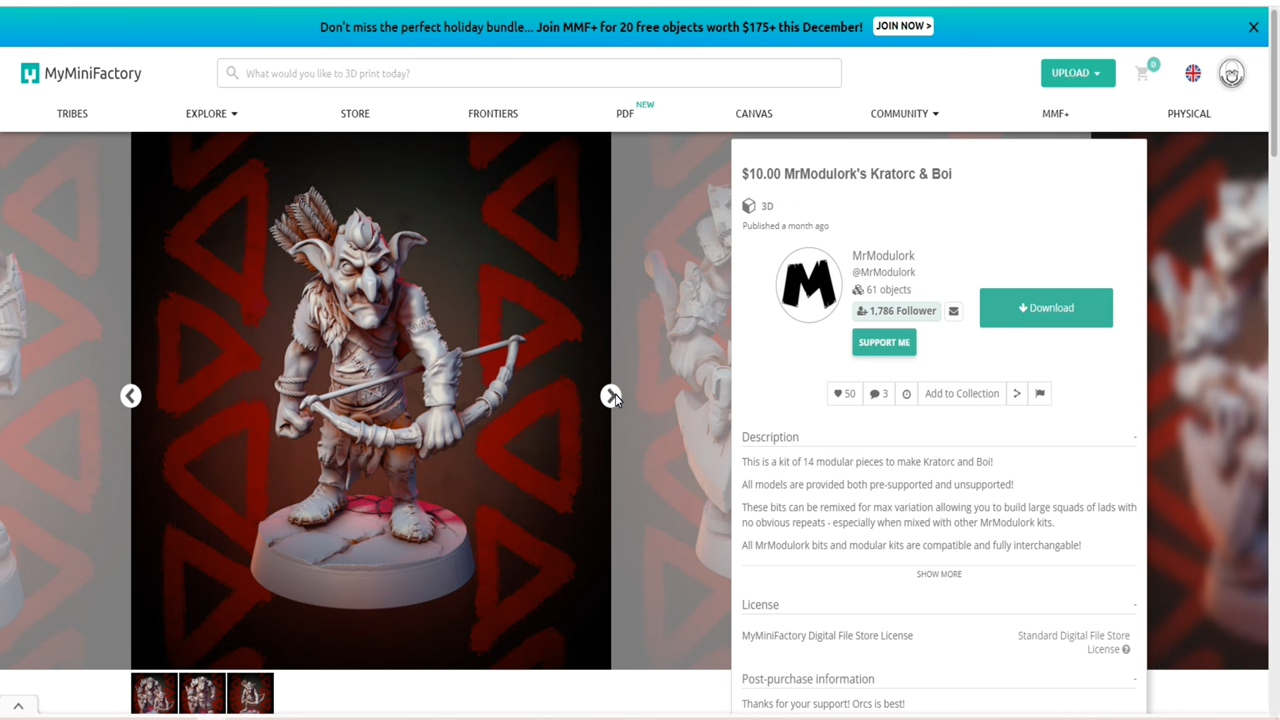 Don't miss the perfect holiday bundle... Join MMF+ for 20 free objects worth $175+ this December! JOIN NOW >
MyMiniFactory
What would you like to 3D print today?
UPLOAD
0
TRIBES
EXPLORE
STORE
FRONTIERS
PDF NEW
CANVAS
COMMUNITY
MMF+
PHYSICAL
$10.00 MrModulork's Kratorc & Boi
3D
Published a month ago
M
MrModulork
@MrModulork
61 objects
1,786 Follower
SUPPORT ME
Download
50
3
Add to Collection
Description -
This is a kit of 14 modular pieces to make Kratorc and Boi!
All models are provided both pre-supported and unsupported!
These bits can be remixed for max variation allowing you to build large squads of lads with
no obvious repeats - especially when mixed with other MrModulork kits.
All MrModulork bits and modular kits are compatible and fully interchangable!
SHOW MORE
License -
MyMiniFactory Digital File Store License
Standard Digital File Store
License ?
Post-purchase information -
Thanks for your support! Orcs is best!